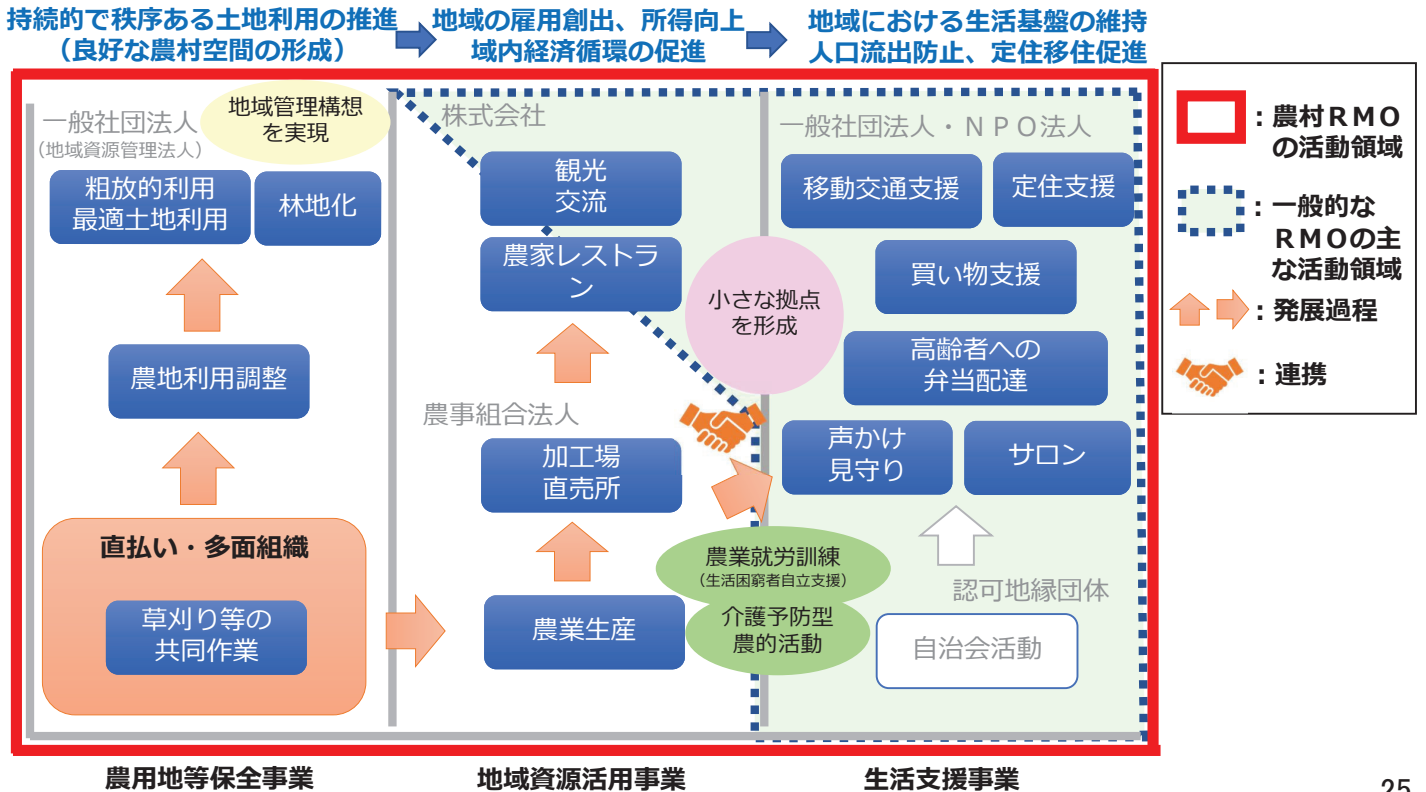 持続的で秩序ある土地利用の推進
（良好な農村空間の形成）
地域の雇用創出、所得向上
域内経済循環の促進
地域における生活基盤の維持
人口流出防止、定住移住促進
一般社団法人
（地域資源管理法人）
地域管理構想
を実現
粗放的利用
最適土地利用
林地化
農地利用調整
直払い・多面組織
草刈り等の
共同作業
株式会社
観光
交流
農家レストラ
ン
農事組合法人
加工場
直売所
農業生産
小さな拠点
を形成
農業就労訓練
（生活困窮者自立支援）
介護予防型
農的活動
一般社団法人・ＮＰＯ法人
移動交通支援
定住支援
買い物支援
高齢者への
弁当配達
声かけ
見守り
サロン
認可地縁団体
自治会活動
：農村ＲＭＯ
の活動領域
：一般的な
ＲＭＯの主
な活動領域
：発展過程
：連携
農用地等保全事業
地域資源活用事業
生活支援事業
25